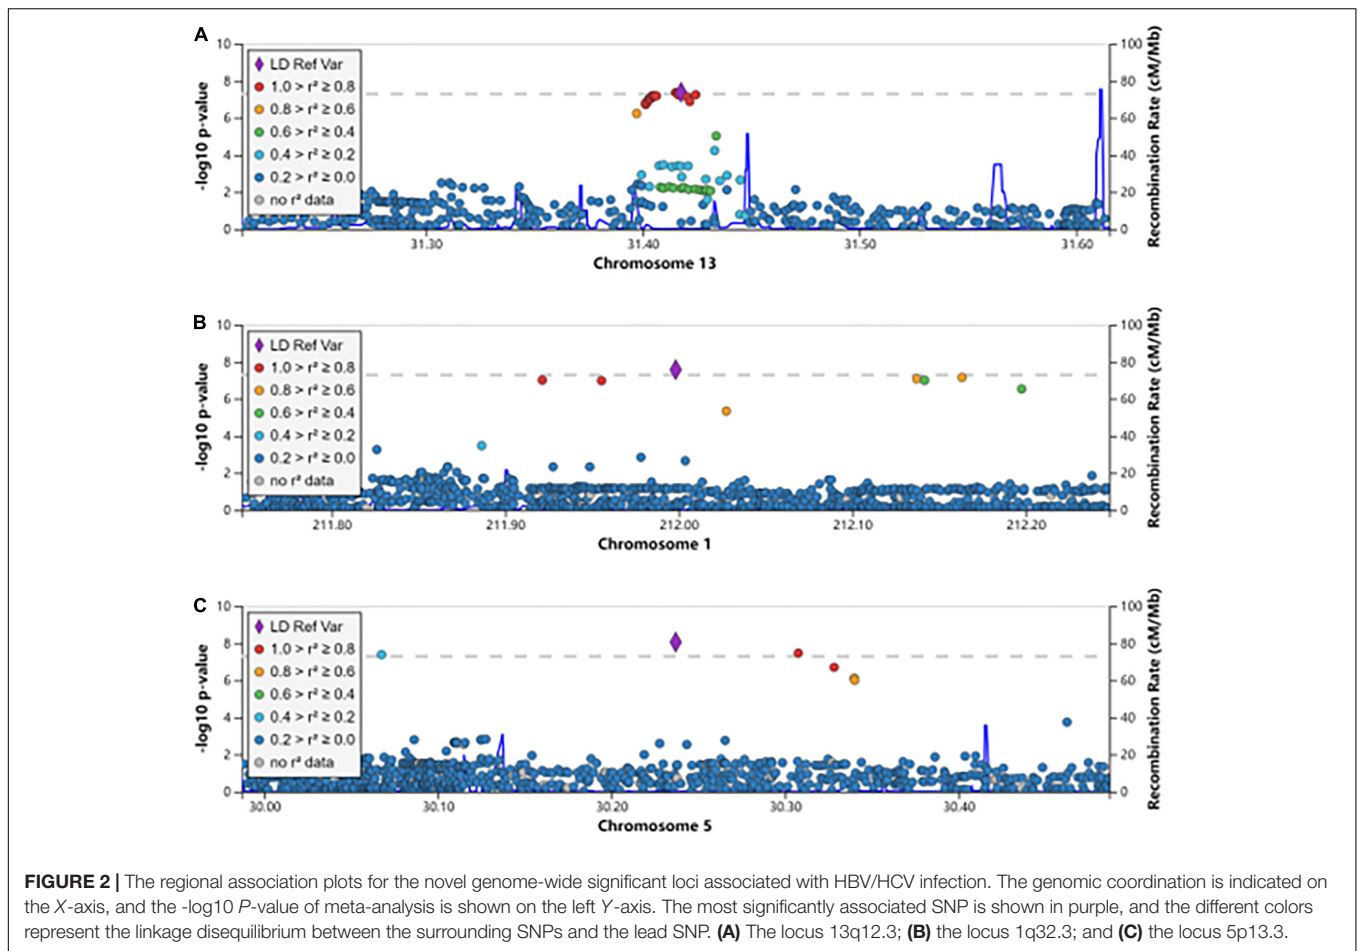 A
10
8
6
4
2
0
-log10 p-value
LD Ref Var
1.0 > r² ≥ 0.8
0.8 > r² ≥ 0.6
0.6 > r² ≥ 0.4
0.4 > r² ≥ 0.2
0.2 > r² ≥ 0.0
no r² data
100
80
60
40
20
0
Recombination Rate (cM/Mb)
31.30 31.40 31.50 31.60
Chromosome 13
B
10
8
6
4
2
0
-log10 p-value
LD Ref Var
1.0 > r² ≥ 0.8
0.8 > r² ≥ 0.6
0.6 > r² ≥ 0.4
0.4 > r² ≥ 0.2
0.2 > r² ≥ 0.0
no r² data
100
80
60
40
20
0
Recombination Rate (cM/Mb)
211.80 211.90 212.00 212.10 212.20
Chromosome 1
C
10
8
6
4
2
0
-log10 p-value
LD Ref Var
1.0 > r² ≥ 0.8
0.8 > r² ≥ 0.6
0.6 > r² ≥ 0.4
0.4 > r² ≥ 0.2
0.2 > r² ≥ 0.0
no r² data
100
80
60
40
20
0
Recombination Rate (cM/Mb)
30.00 30.10 30.20 30.30 30.40
Chromosome 5
FIGURE 2 | The regional association plots for the novel genome-wide significant loci associated with HBV/HCV infection. The genomic coordination is indicated on
the X-axis, and the -log10 P-value of meta-analysis is shown on the left Y-axis. The most significantly associated SNP is shown in purple, and the different colors
represent the linkage disequilibrium between the surrounding SNPs and the lead SNP. (A) The locus 13q12.3; (B) the locus 1q32.3; and (C) the locus 5p13.3.